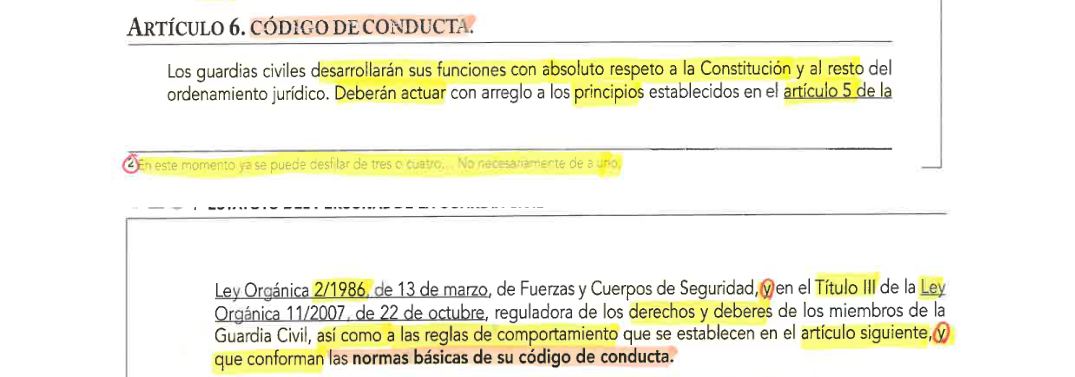 ARTÍCULO 6. CÓDIGO DE CONDUCTA.
Los guardias civiles desarrollarán sus funciones con absoluto respeto a la Constitución y al resto del
ordenamiento jurídico. Deberán actuar con arreglo a los principios establecidos en el artículo 5 de la
2 En este momento ya se puede desfilar de tres o cuatro... No necesariamente de a uno.
Ley Orgánica 2/1986, de 13 de marzo, de Fuerzas y Cuerpos de Seguridad, y en el Título III de la Ley
Orgánica 11/2007, de 22 de octubre, reguladora de los derechos y deberes de los miembros de la
Guardia Civil, así como a las reglas de comportamiento que se establecen en el artículo siguiente, y
que conforman las normas básicas de su código de conducta.